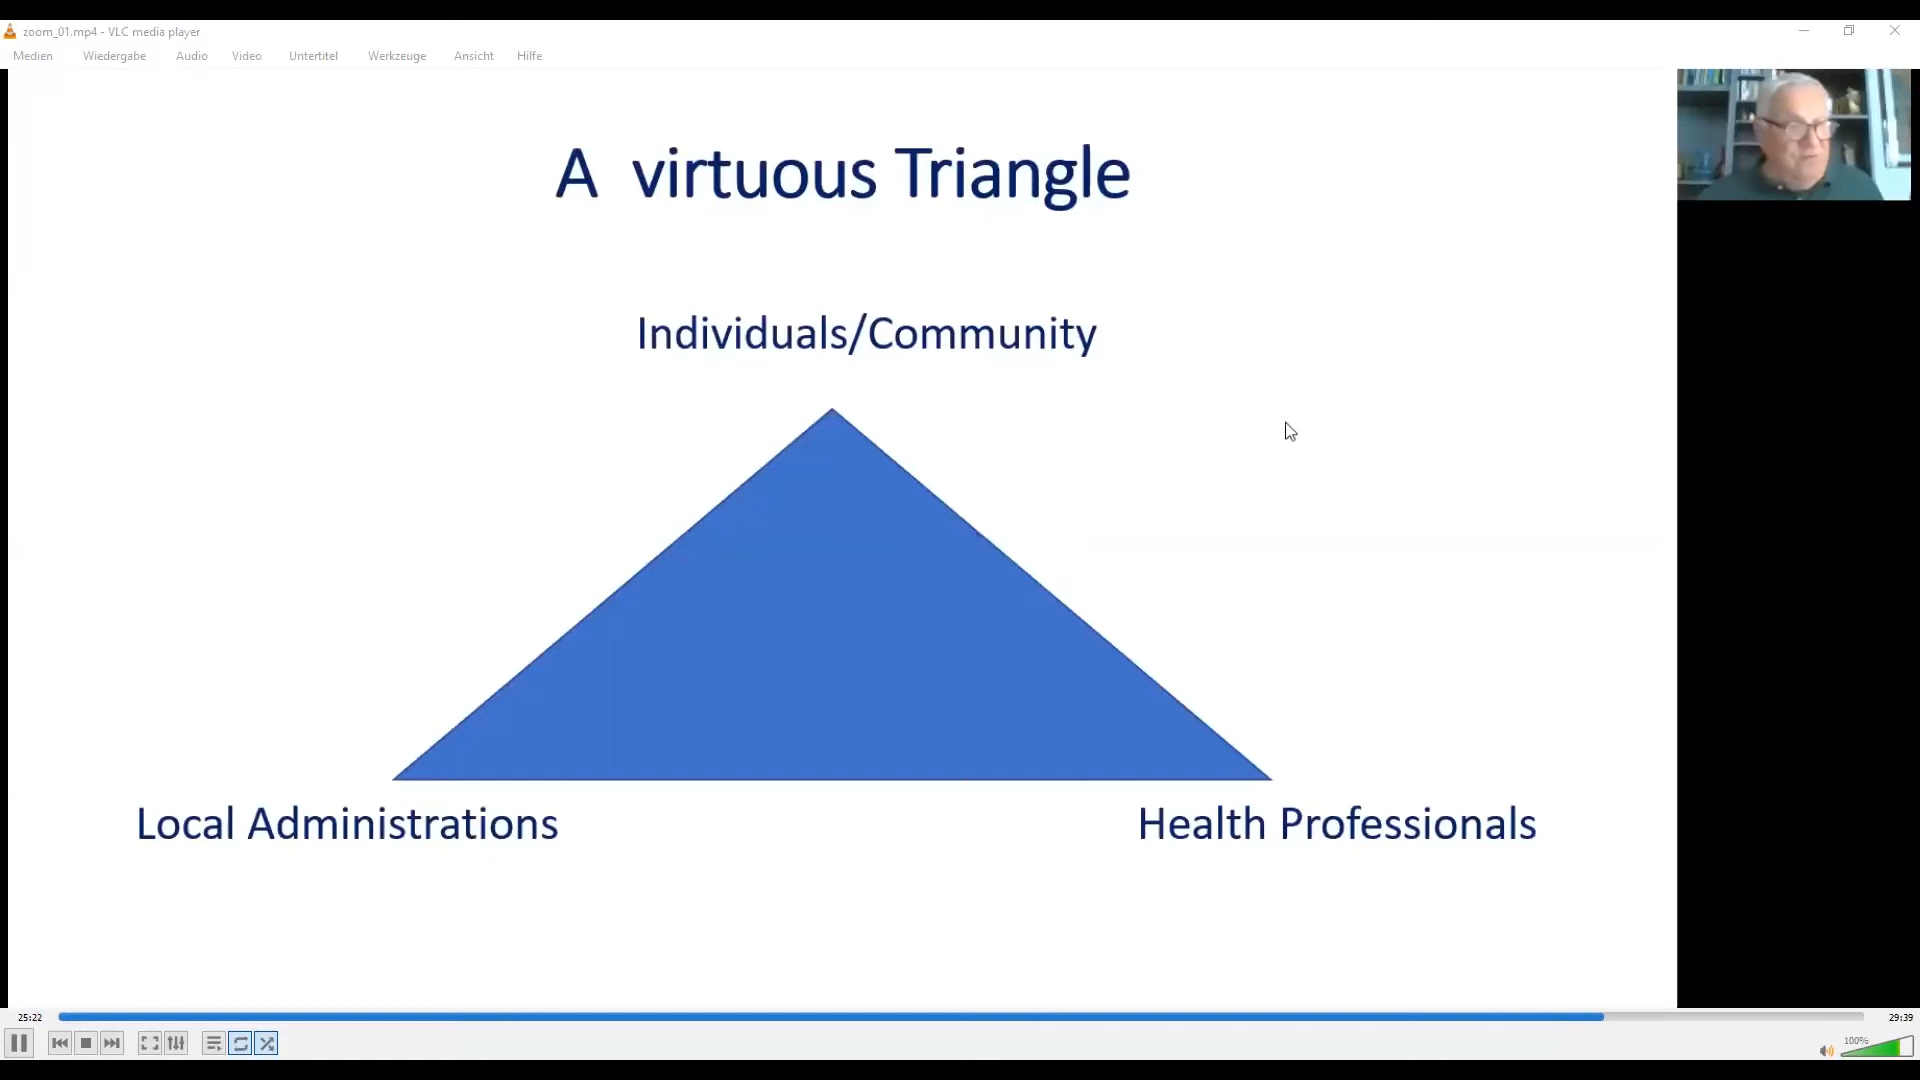 zoom_01.mp4 - VLC media player
Medien Wiedergabe Audio Video Untertitel Werkzeuge Ansicht Hilfe
A virtuous Triangle
Individuals/Community
Local Administrations Health Professionals
25:22 29:39
100%